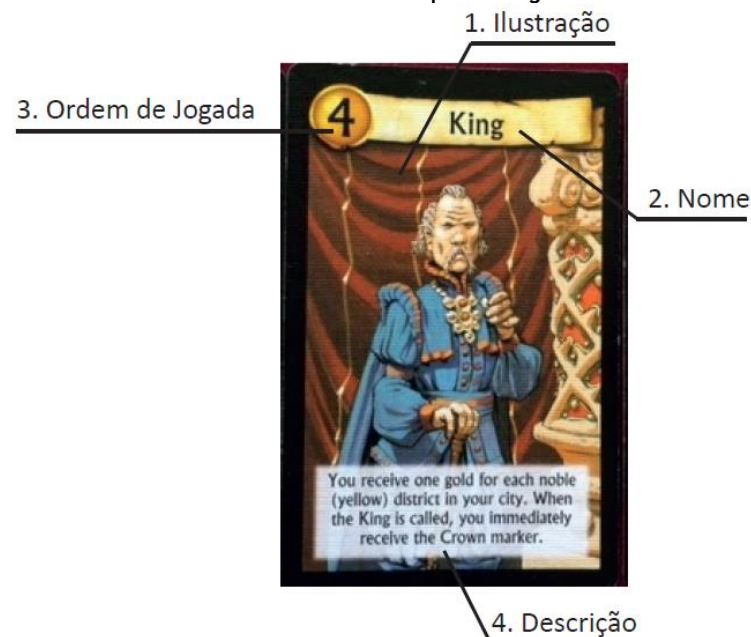 1. Ilustração
3. Ordem de Jogada
4
King
2. Nome
You receive one gold for each noble
(yellow) district in your city. When
the King is called, you immediately
receive the Crown marker.
4. Descrição